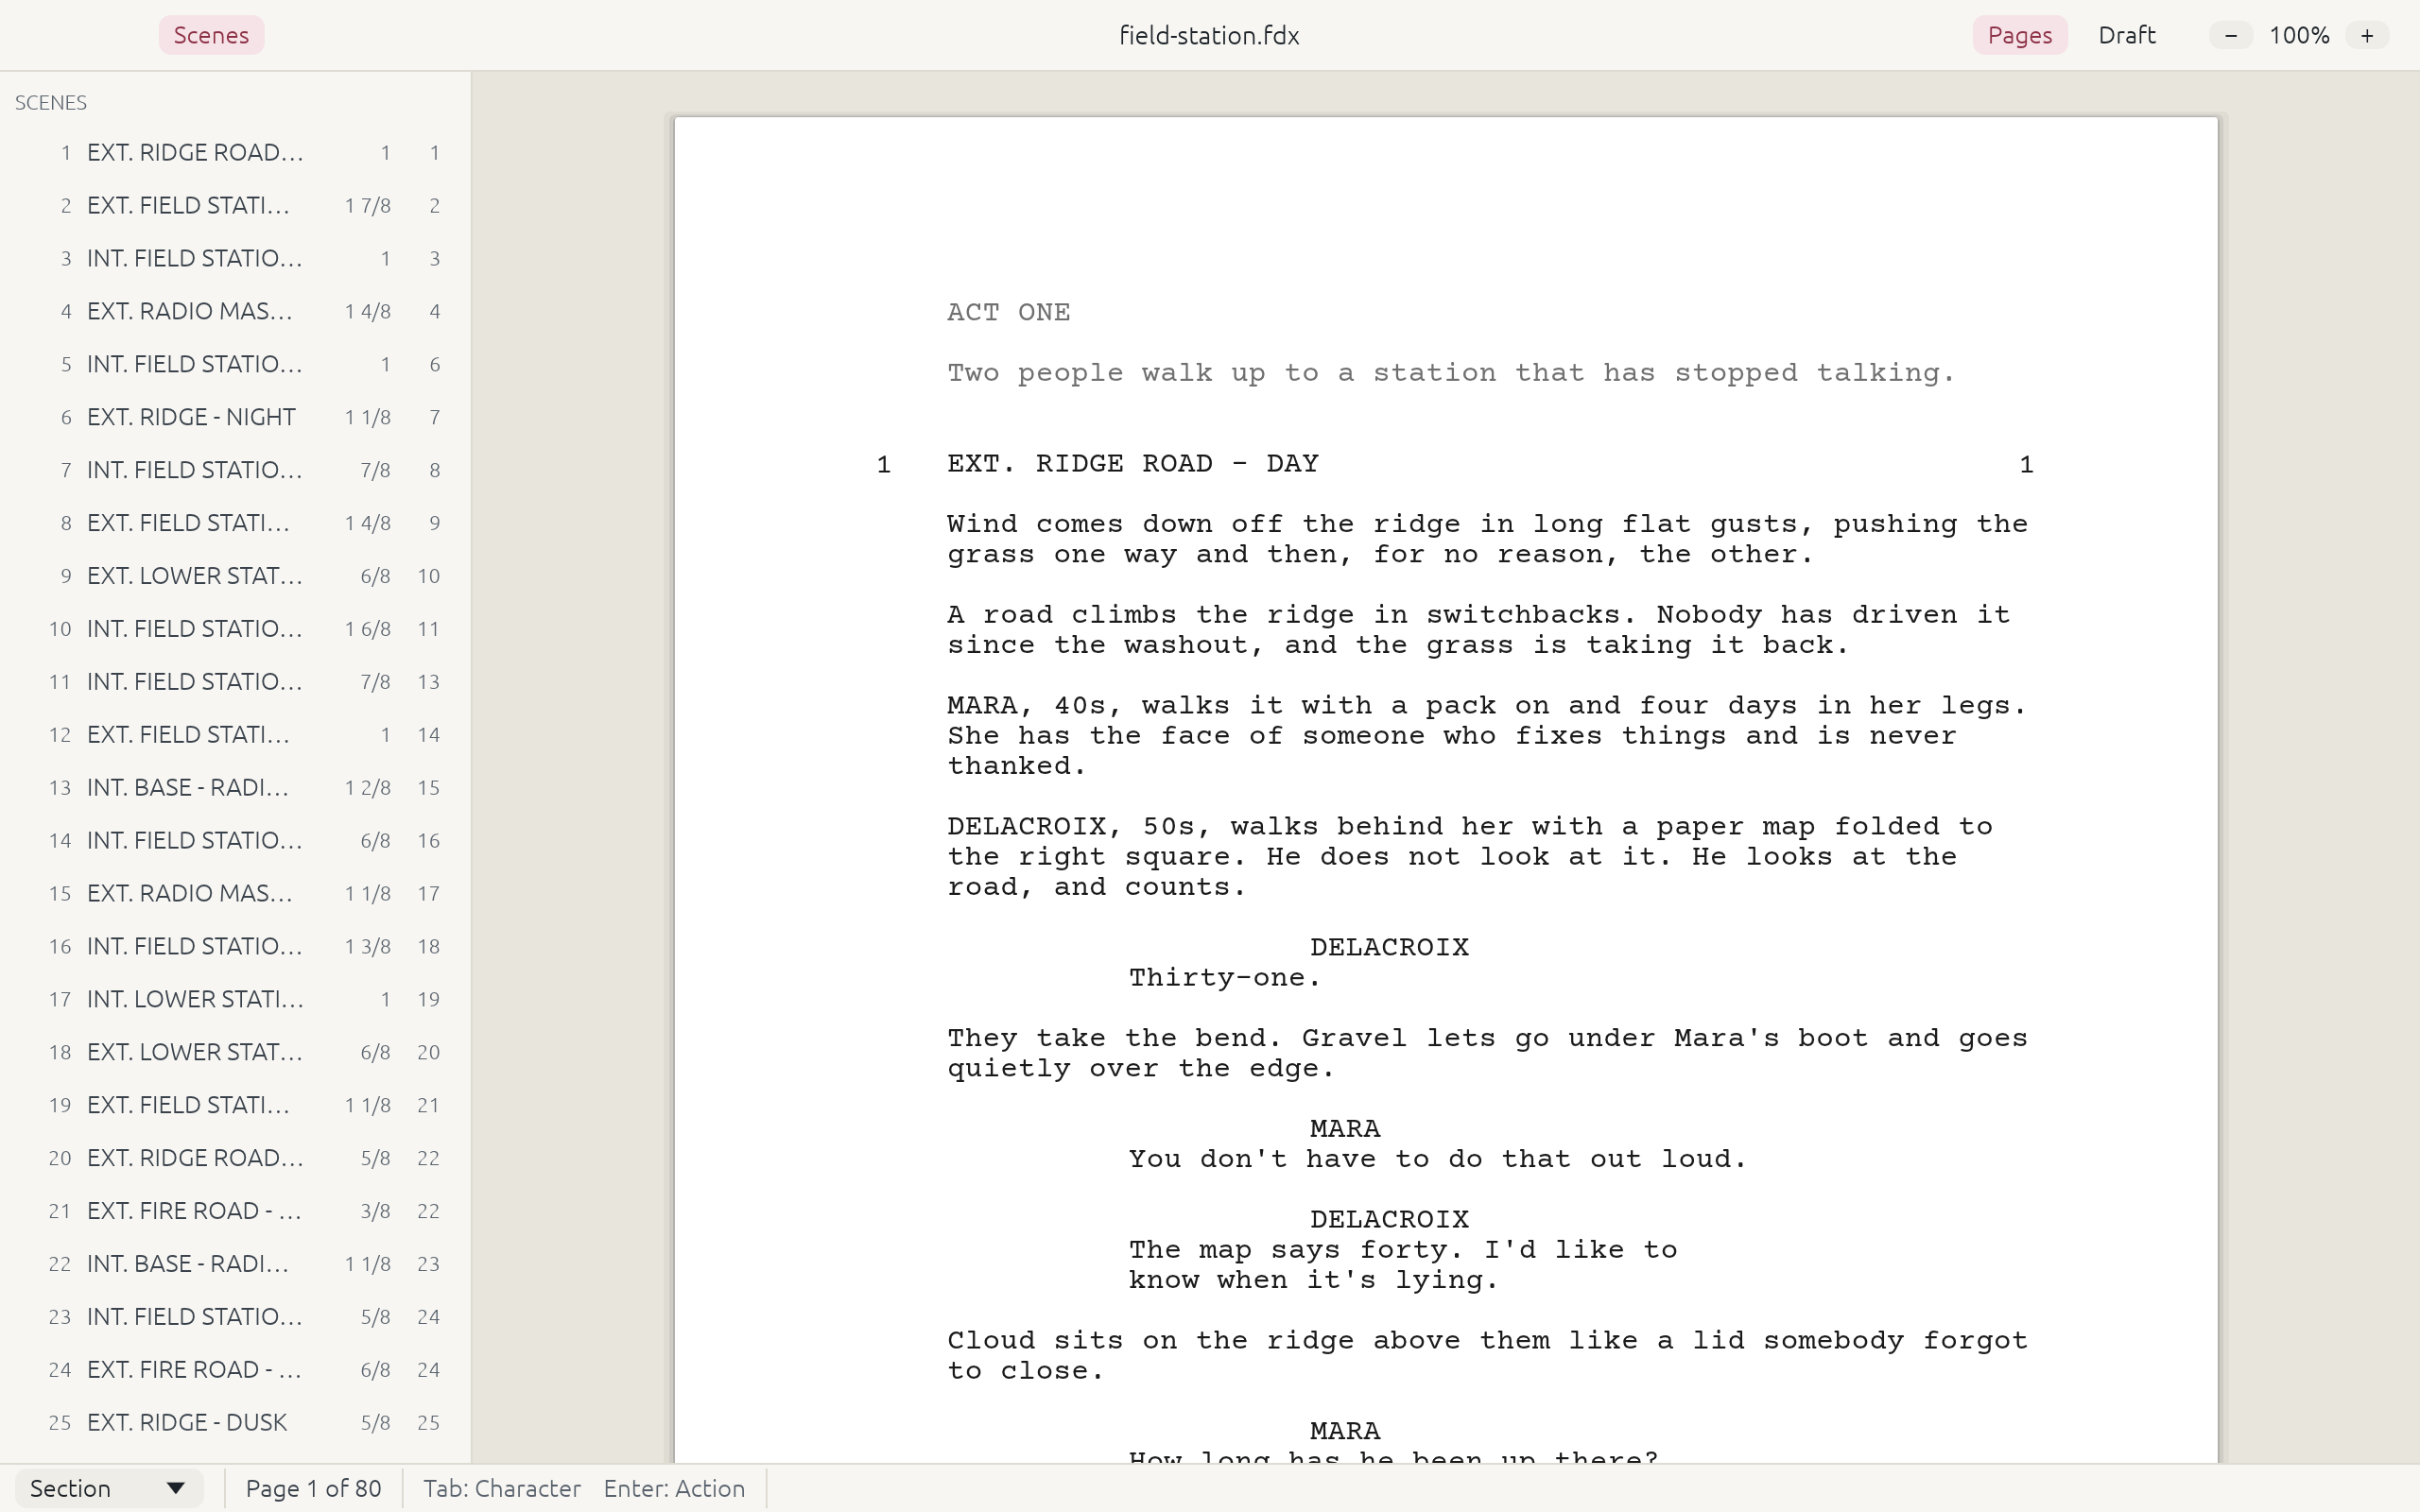 Scenes
field-station.fdx
Pages Draft − 100% +
SCENES
1 EXT. RIDGE ROAD… 1 1
2 EXT. FIELD STATI… 1 7/8 2
3 INT. FIELD STATIO… 1 3
4 EXT. RADIO MAS… 1 4/8 4
5 INT. FIELD STATIO… 1 6
6 EXT. RIDGE - NIGHT 1 1/8 7
7 INT. FIELD STATIO… 7/8 8
8 EXT. FIELD STATI… 1 4/8 9
9 EXT. LOWER STAT… 6/8 10
10 INT. FIELD STATIO… 1 6/8 11
11 INT. FIELD STATIO… 7/8 13
12 EXT. FIELD STATI… 1 14
13 INT. BASE - RADI… 1 2/8 15
14 INT. FIELD STATIO… 6/8 16
15 EXT. RADIO MAS… 1 1/8 17
16 INT. FIELD STATIO… 1 3/8 18
17 INT. LOWER STATI… 1 19
18 EXT. LOWER STAT… 6/8 20
19 EXT. FIELD STATI… 1 1/8 21
20 EXT. RIDGE ROAD… 5/8 22
21 EXT. FIRE ROAD - … 3/8 22
22 INT. BASE - RADI… 1 1/8 23
23 INT. FIELD STATIO… 5/8 24
24 EXT. FIRE ROAD - … 6/8 24
25 EXT. RIDGE - DUSK 5/8 25
ACT ONE
Two people walk up to a station that has stopped talking.
1 EXT. RIDGE ROAD - DAY 1
Wind comes down off the ridge in long flat gusts, pushing the
grass one way and then, for no reason, the other.
A road climbs the ridge in switchbacks. Nobody has driven it
since the washout, and the grass is taking it back.
MARA, 40s, walks it with a pack on and four days in her legs.
She has the face of someone who fixes things and is never
thanked.
DELACROIX, 50s, walks behind her with a paper map folded to
the right square. He does not look at it. He looks at the
road, and counts.
DELACROIX
Thirty-one.
They take the bend. Gravel lets go under Mara's boot and goes
quietly over the edge.
MARA
You don't have to do that out loud.
DELACROIX
The map says forty. I'd like to
know when it's lying.
Cloud sits on the ridge above them like a lid somebody forgot
to close.
MARA
How long has he been up there?
Section
Page 1 of 80
Tab: Character Enter: Action